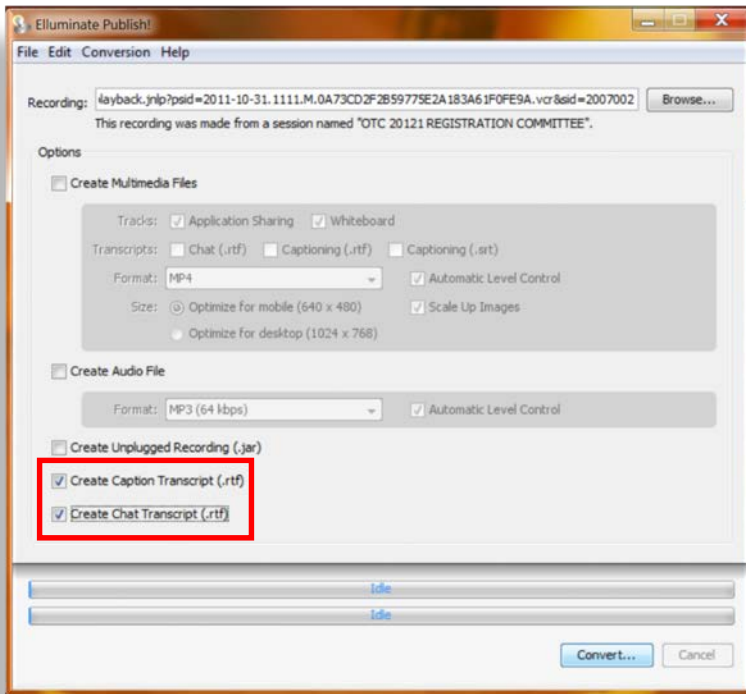 Elluminate Publish!
File Edit Conversion Help
Recording: layback.jnlp?psid=2011-10-31.1111.M.0A73CD2F2B59775E2A183A61F0FE9A.vcr&sid=2007002 Browse...
This recording was made from a session named "OTC 20121 REGISTRATION COMMITTEE".
Options
Create Multimedia Files
Tracks: Application Sharing Whiteboard
Transcripts: Chat (.rtf) Captioning (.rtf) Captioning (.srt)
Format: MP4 Automatic Level Control
Size: Optimize for mobile (640 x 480) Scale Up Images
Optimize for desktop (1024 x 768)
Create Audio File
Format: MP3 (64 kbps) Automatic Level Control
Create Unplugged Recording (.jar)
Create Caption Transcript (.rtf)
Create Chat Transcript (.rtf)
Idle
Idle
Convert... Cancel